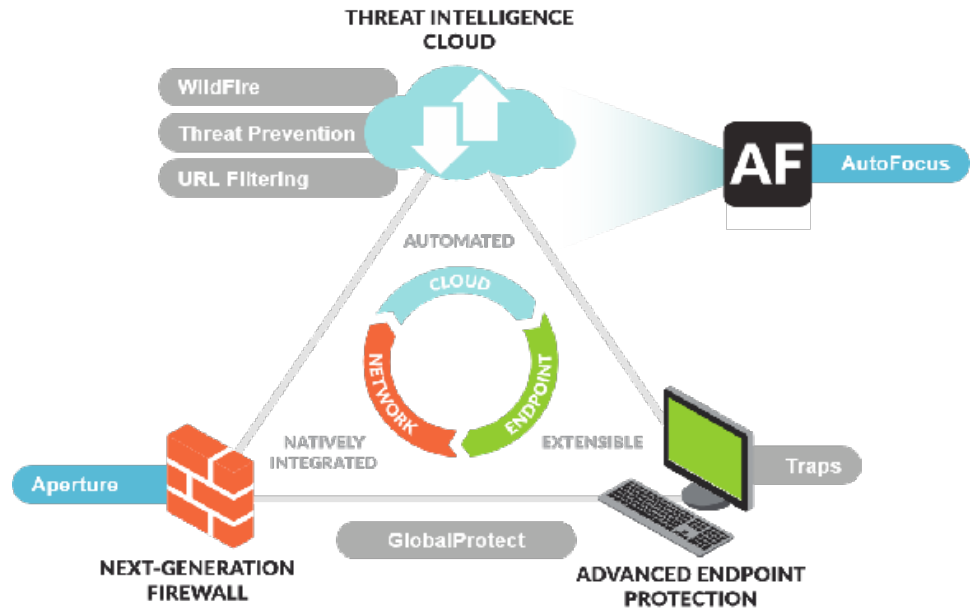 THREAT INTELLIGENCE
CLOUD
WildFire
Threat Prevention
URL Filtering
AF
AutoFocus
AUTOMATED
CLOUD
NETWORK
ENDPOINT
NATIVELY
INTEGRATED
EXTENSIBLE
Aperture
Traps
GlobalProtect
NEXT-GENERATION
FIREWALL
ADVANCED ENDPOINT
PROTECTION